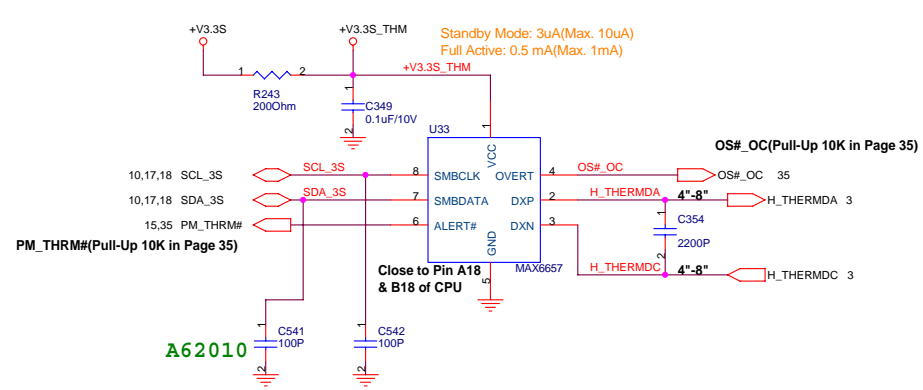 +V3.3S
+V3.3S_THM
Standby Mode: 3uA(Max. 10uA)
Full Active: 0.5 mA(Max. 1mA)
+V3.3S_THM
1
2
R243
200Ohm
1
C349
0.1uF/10V
2
U33
1
VCC
OS#_OC(Pull-Up 10K in Page 35)
10,17,18 SCL_3S
SCL_3S
8
SMBCLK
OVERT
4
OS#_OC
OS#_OC 35
10,17,18 SDA_3S
SDA_3S
7
SMBDATA
DXP
2
H_THERMDA
4"-8"
H_THERMDA 3
15,35 PM_THRM#
6
ALERT#
DXN
3
1
C354
2200P
2
PM_THRM#(Pull-Up 10K in Page 35)
GND
5
MAX6657
Close to Pin A18
& B18 of CPU
H_THERMDC
4"-8"
H_THERMDC 3
1
C541
100P
2
1
C542
100P
2
A62010